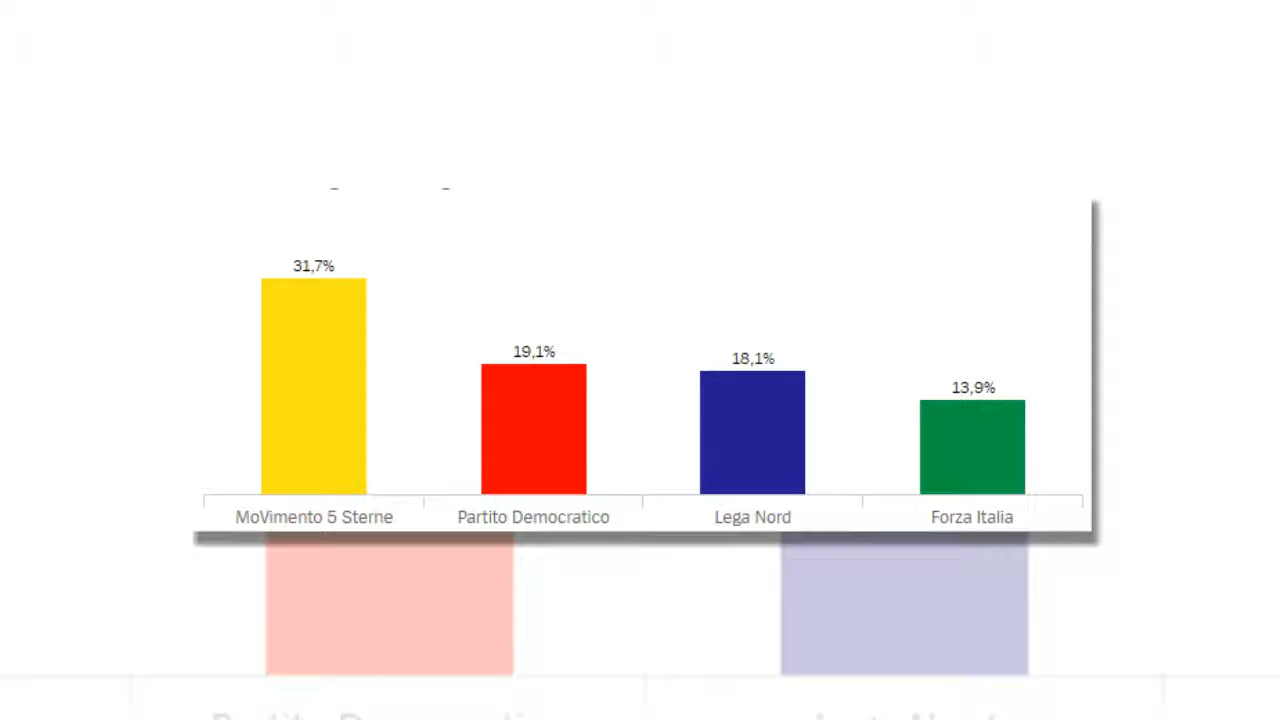 31,7%
19,1%
18,1%
13,9%
MoVimento 5 Sterne
Partito Democratico
Lega Nord
Forza Italia